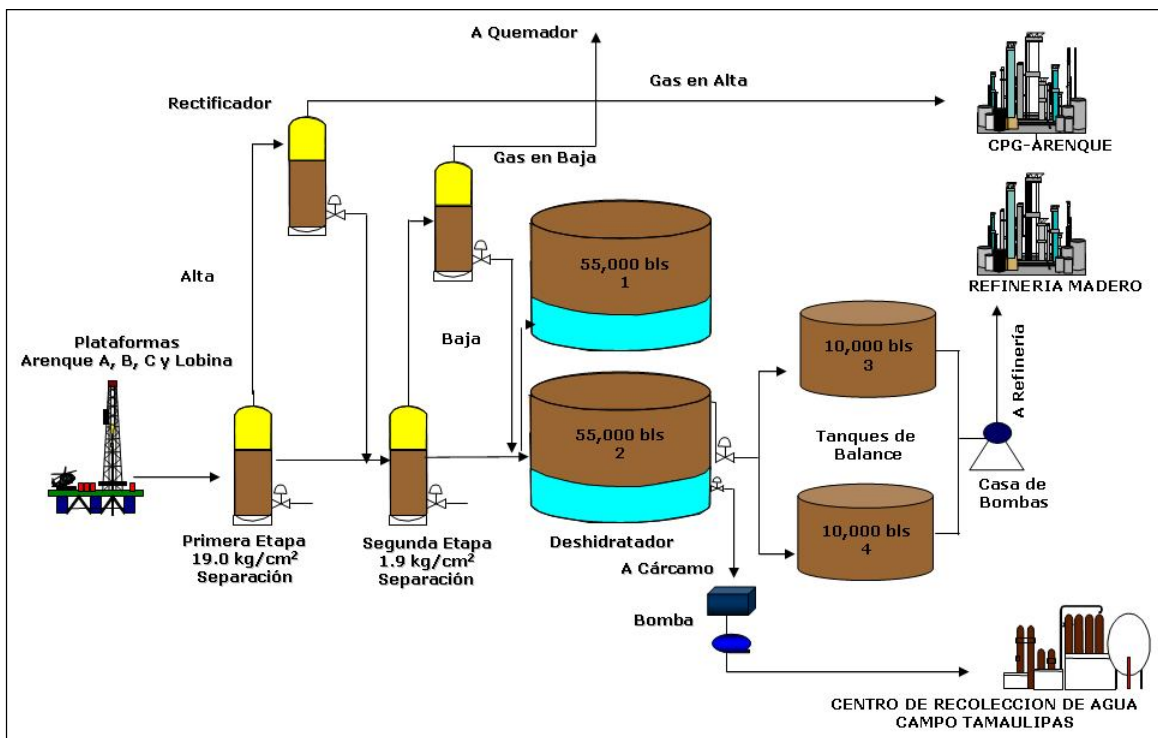 A Quemador
Gas en Alta
Rectificador
CPG-ARENQUE
Gas en Baja
55,000 bls
1
Alta
REFINERIA MADERO
Baja
Plataformas
Arenque A, B, C y Lobina
10,000 bls
3
A Refinería
55,000 bls
2
Tanques de
Balance
Casa de
Bombas
10,000 bls
4
Primera Etapa
19.0 kg/cm²
Separación
Segunda Etapa
1.9 kg/cm²
Separación
Deshidratador
A Cárcamo
Bomba
CENTRO DE RECOLECCION DE AGUA
CAMPO TAMAULIPAS